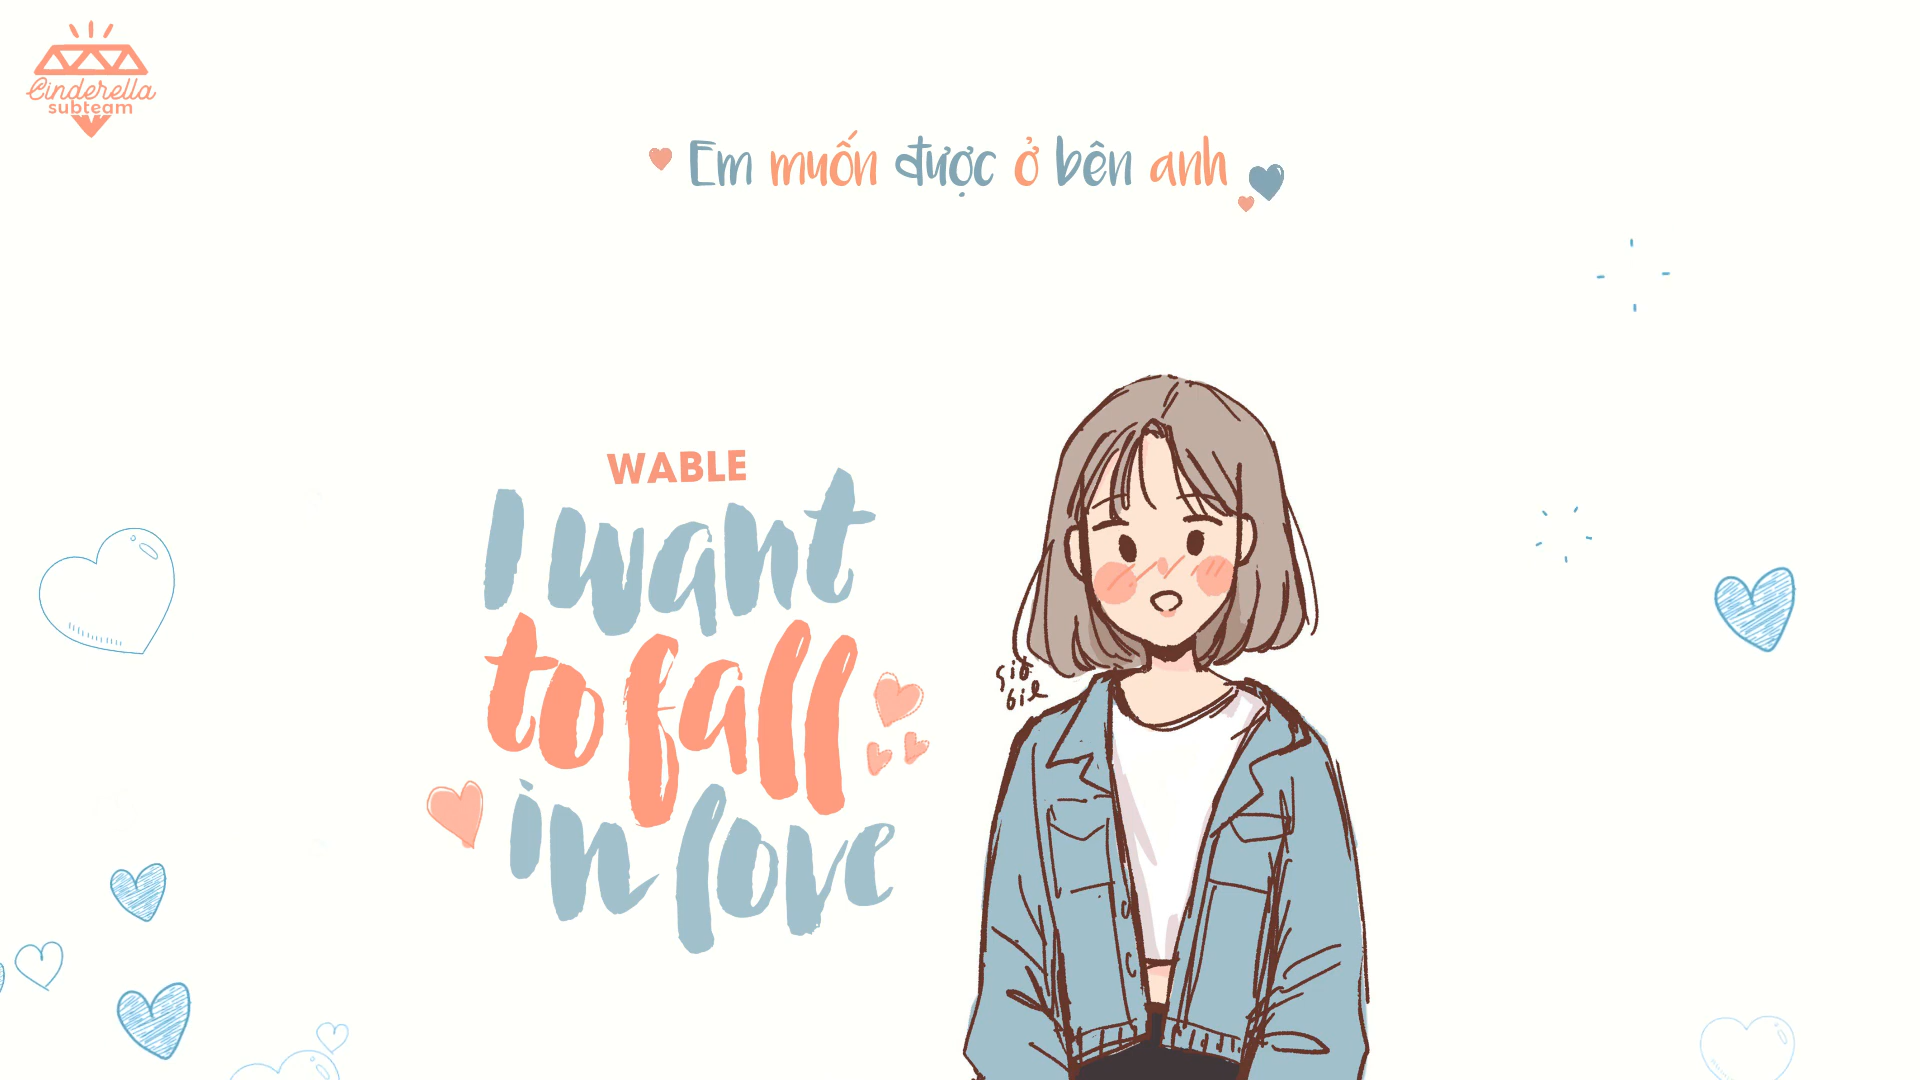 Cinderella
subteam
Em muốn được ở bên anh
WABLE
I want
to fall
in love